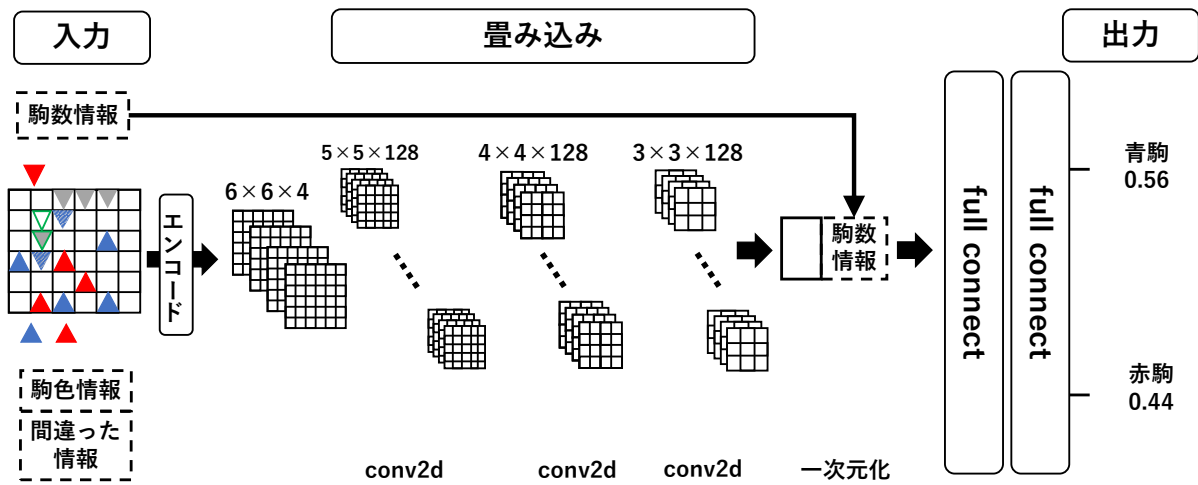 入力
畳み込み
出力
駒数情報
5×5×128
4×4×128
3×3×128
6×6×4
エンコード
駒数
情報
full connect
full connect
青駒
0.56
赤駒
0.44
駒色情報
間違った
情報
conv2d
conv2d
conv2d
一次元化